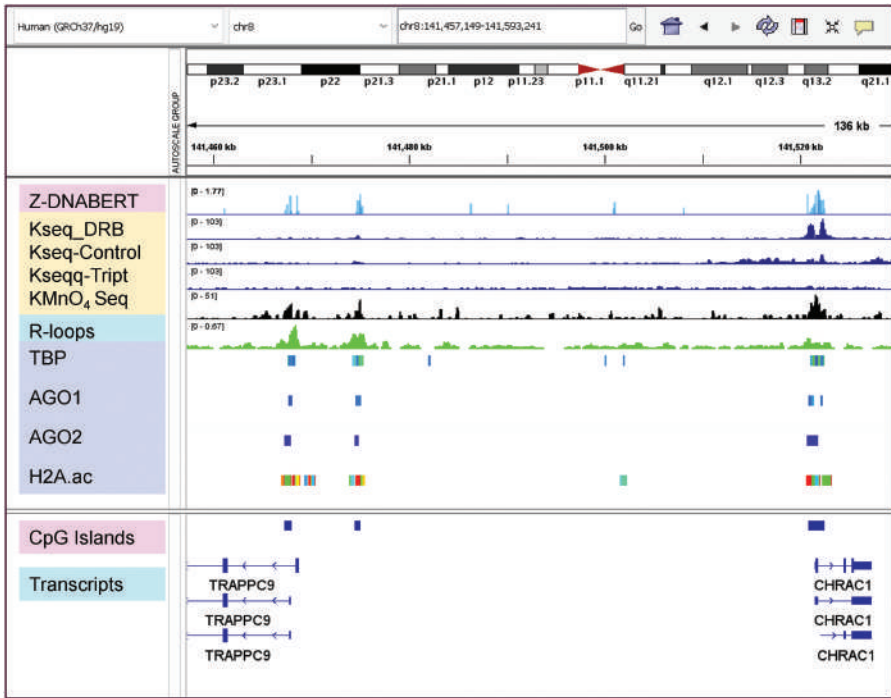 Human (GRCh37/hg19) chr8 chr8:141,457,149-141,593,241 Go
p23.2 p23.1 p22 p21.3 p21.1 p12 p11.23 p11.1 q11.21 q12.1 q12.3 q13.2 q21.1
AUTOSCALE GROUP
136 kb
141,460 kb 141,480 kb 141,500 kb 141,520 kb
Z-DNABERT [0 - 1.77]
Kseq_DRB [0 - 103]
Kseq-Control [0 - 103]
Kseqq-Tript [0 - 103]
KMnO4 Seq [0 - 51]
R-loops [0 - 0.67]
TBP
AGO1
AGO2
H2A.ac
CpG Islands
Transcripts
TRAPPC9 CHRAC1
TRAPPC9 CHRAC1
TRAPPC9 CHRAC1